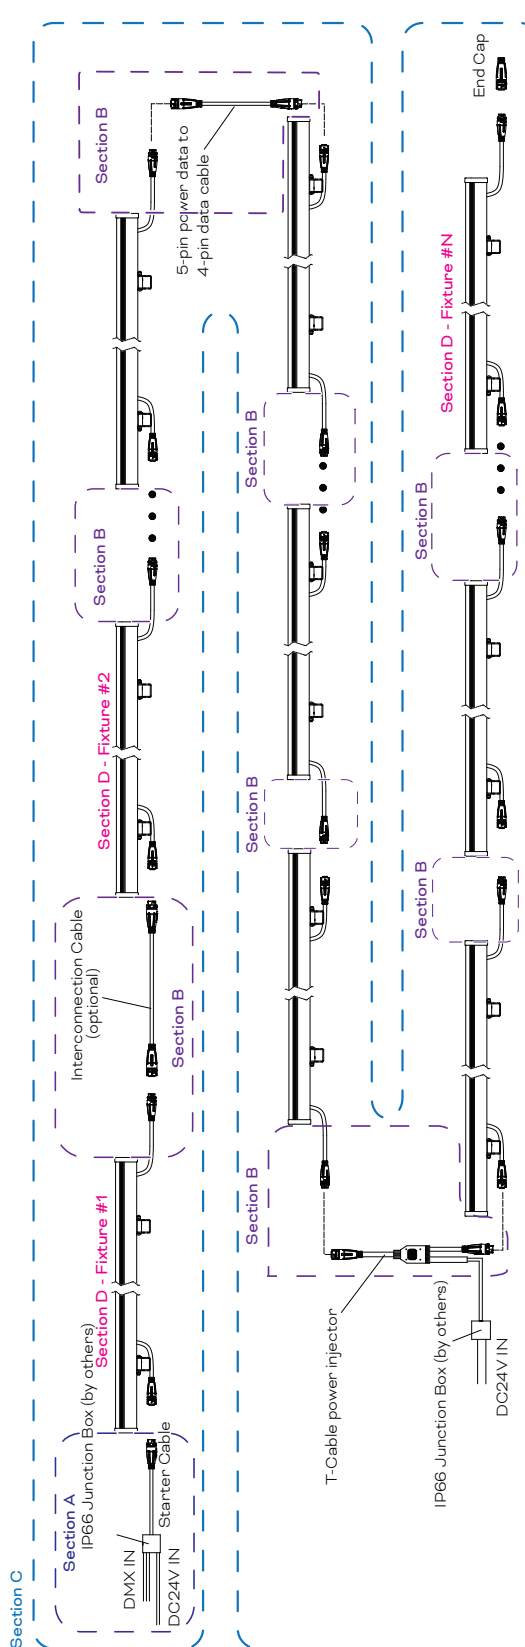 Section C
Section A
IP66 Junction Box (by others)
DMX IN
DC24V IN
Starter Cable
Section D - Fixture #1
Interconnection Cable
(optional)
Section B
Section D - Fixture #2
Section B
Section B
5-pin power data to
4-pin data cable
Section B
Section B
Section B
T-Cable power injector
IP66 Junction Box (by others)
DC24V IN
Section B
Section B
Section D - Fixture #N
End Cap